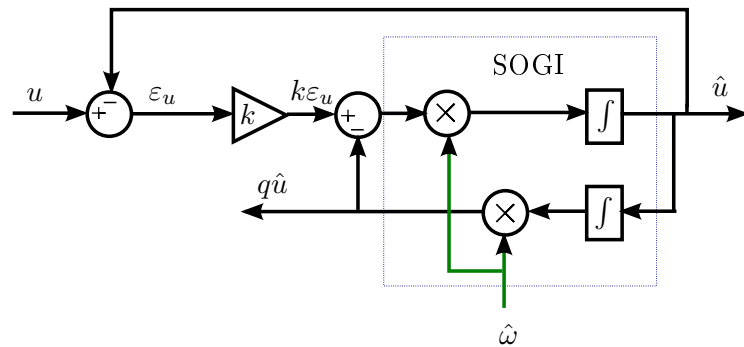 SOGI
u
+
−
ε_u
k
kε_u
+
−
×
∫
û
qû
×
∫
ω̂